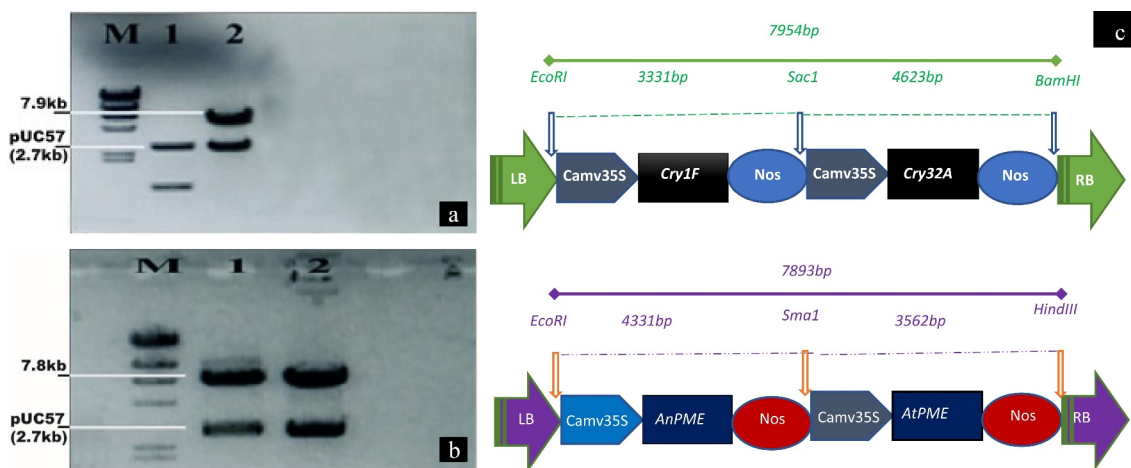 M 1 2
7.9kb
pUC57
(2.7kb)
a
M 1 2
7.8kb
pUC57
(2.7kb)
b
c
7954bp
EcoRI 3331bp Sac1 4623bp BamHI
LB Camv35S Cry1F Nos Camv35S Cry32A Nos RB
7893bp
EcoRI 4331bp Sma1 3562bp HindIII
LB Camv35S AnPME Nos Camv35S AtPME Nos RB